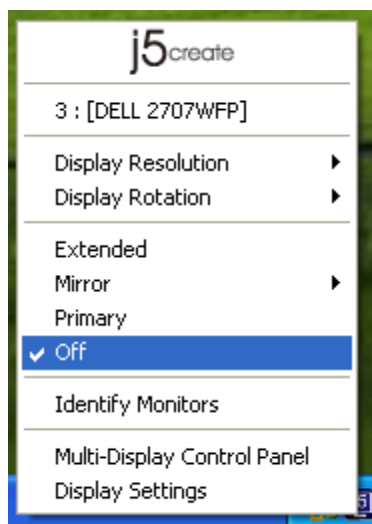 j5create
3 : [DELL 2707WFP]
Display Resolution
Display Rotation
Extended
Mirror
Primary
Off
Identify Monitors
Multi-Display Control Panel
Display Settings